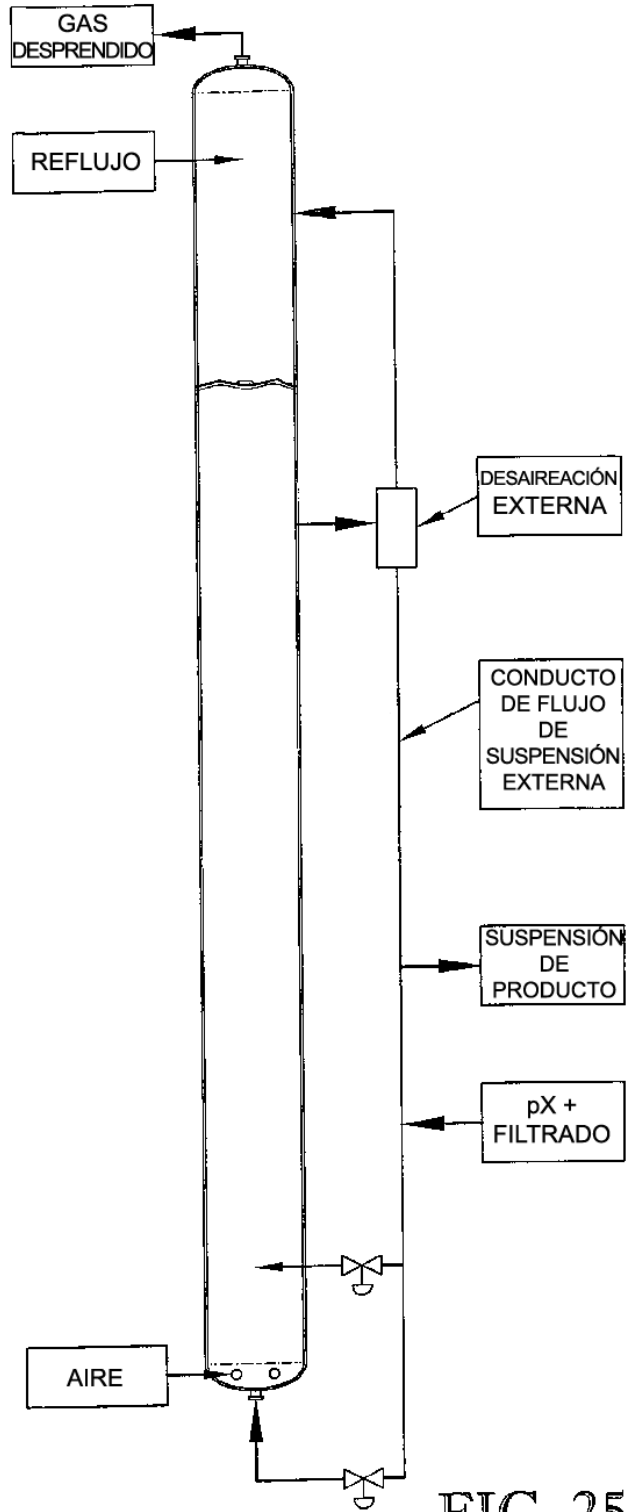 GAS
DESPRENDIDO
REFLUJO
DESAIREACIÓN
EXTERNA
CONDUCTO
DE FLUJO
DE
SUSPENSIÓN
EXTERNA
SUSPENSIÓN
DE
PRODUCTO
pX +
FILTRADO
AIRE
FIG. 25